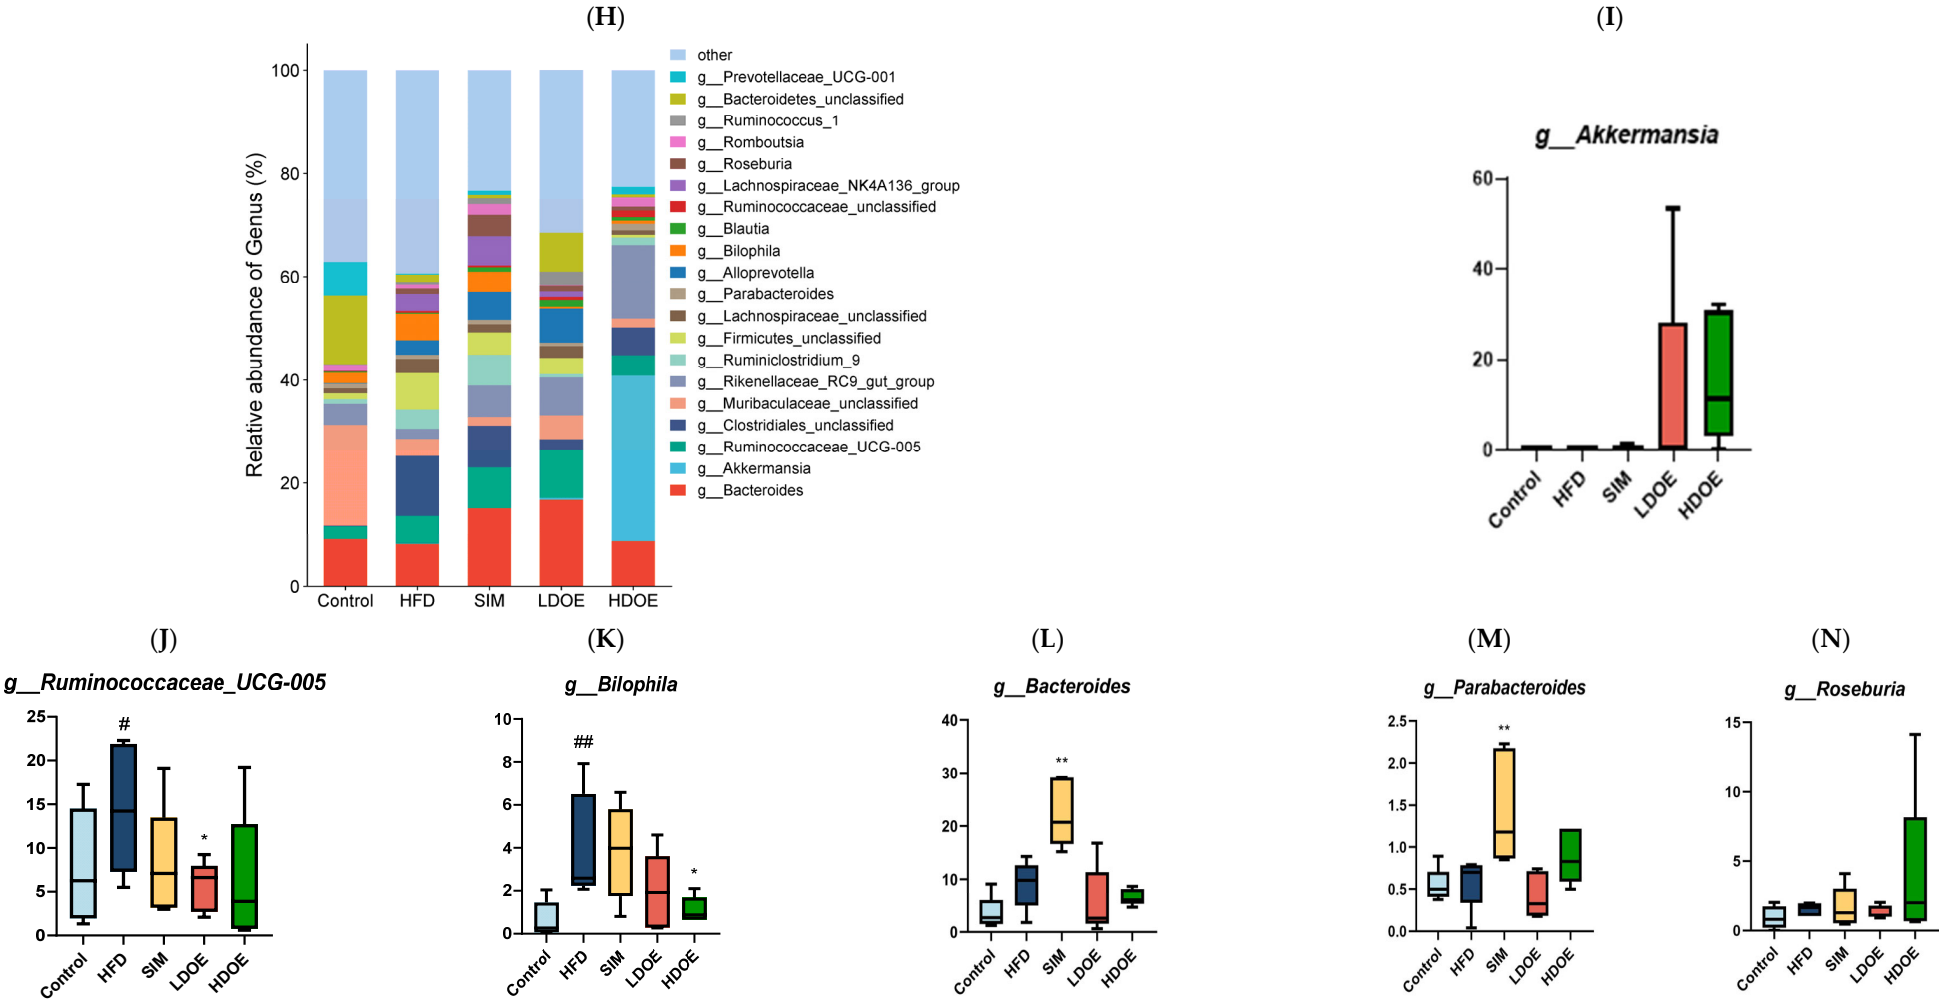 (H)
Relative abundance of Genus (%)
100
80
60
40
20
0
Control HFD SIM LDOE HDOE
other
g__Prevotellaceae_UCG-001
g__Bacteroidetes_unclassified
g__Ruminococcus_1
g__Romboutsia
g__Roseburia
g__Lachnospiraceae_NK4A136_group
g__Ruminococcaceae_unclassified
g__Blautia
g__Bilophila
g__Alloprevotella
g__Parabacteroides
g__Lachnospiraceae_unclassified
g__Firmicutes_unclassified
g__Ruminiclostridium_9
g__Rikenellaceae_RC9_gut_group
g__Muribaculaceae_unclassified
g__Clostridiales_unclassified
g__Ruminococcaceae_UCG-005
g__Akkermansia
g__Bacteroides
(I)
g__Akkermansia
60
40
20
0
Control HFD SIM LDOE HDOE
(J)
g__Ruminococcaceae_UCG-005
25
20
15
10
5
0
#
*
Control HFD SIM LDOE HDOE
(K)
g__Bilophila
10
8
6
4
2
0
##
*
Control HFD SIM LDOE HDOE
(L)
g__Bacteroides
40
30
20
10
0
**
Control HFD SIM LDOE HDOE
(M)
g__Parabacteroides
2.5
2.0
1.5
1.0
0.5
0.0
**
Control HFD SIM LDOE HDOE
(N)
g__Roseburia
15
10
5
0
Control HFD SIM LDOE HDOE